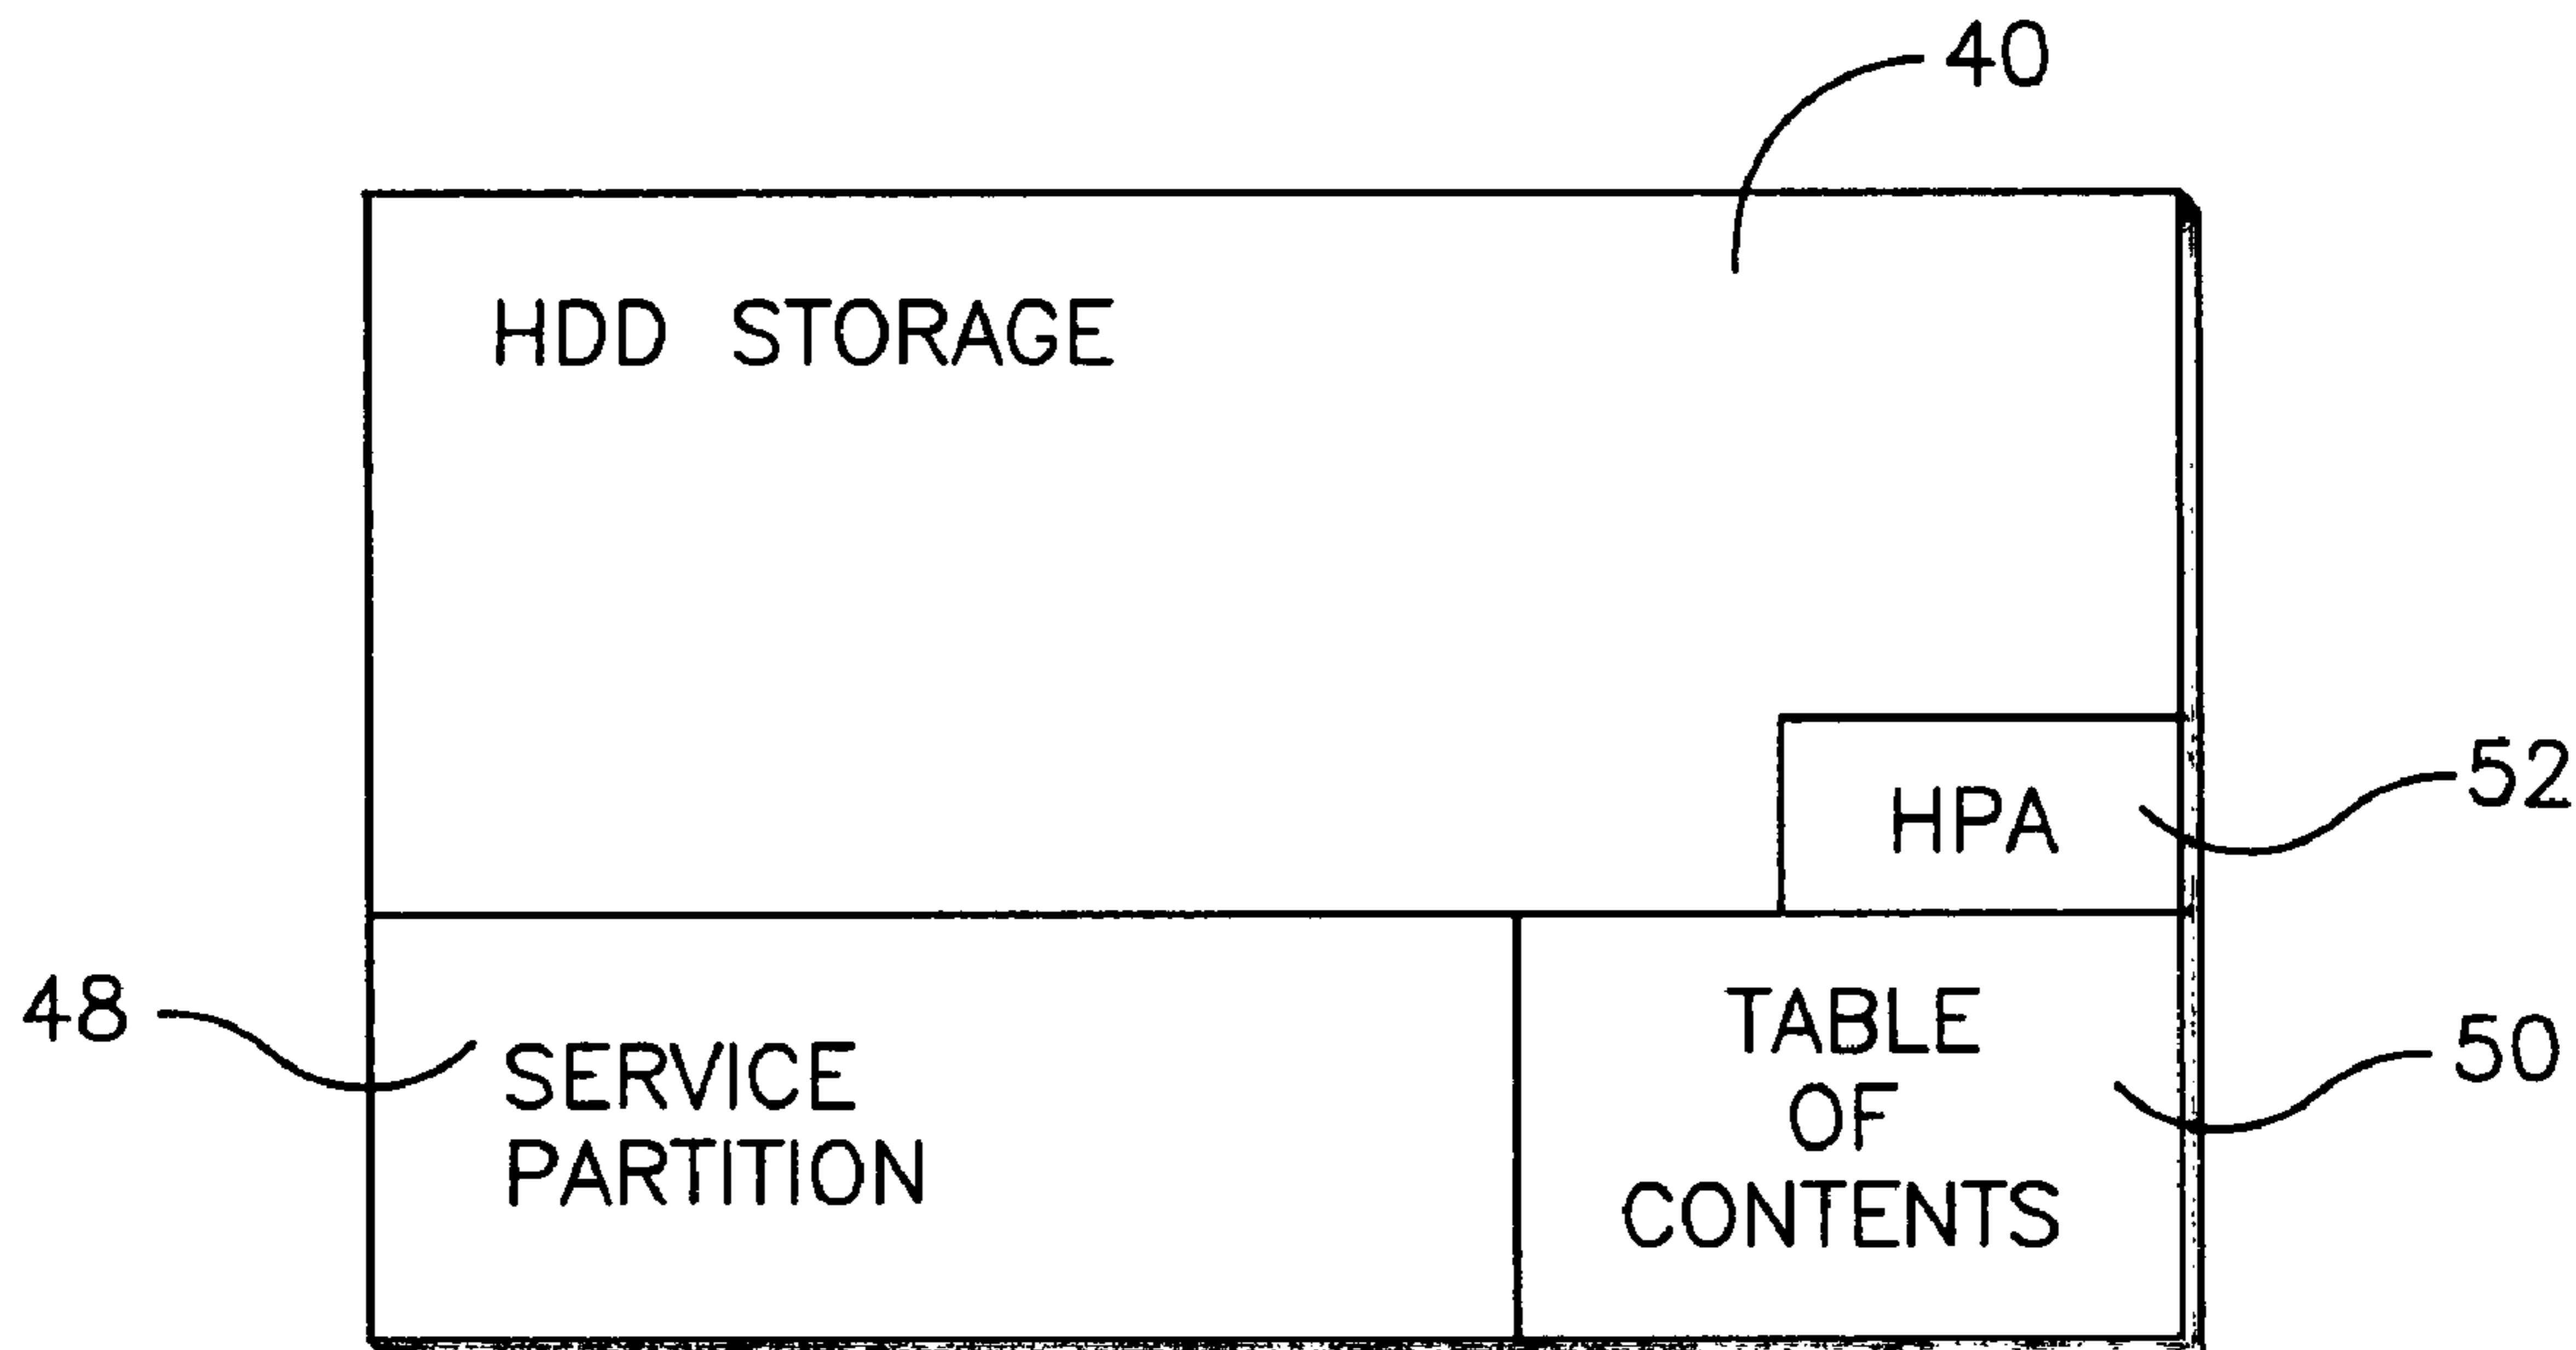 40
HDD STORAGE
HPA
52
48
SERVICE
PARTITION
TABLE
OF
CONTENTS
50